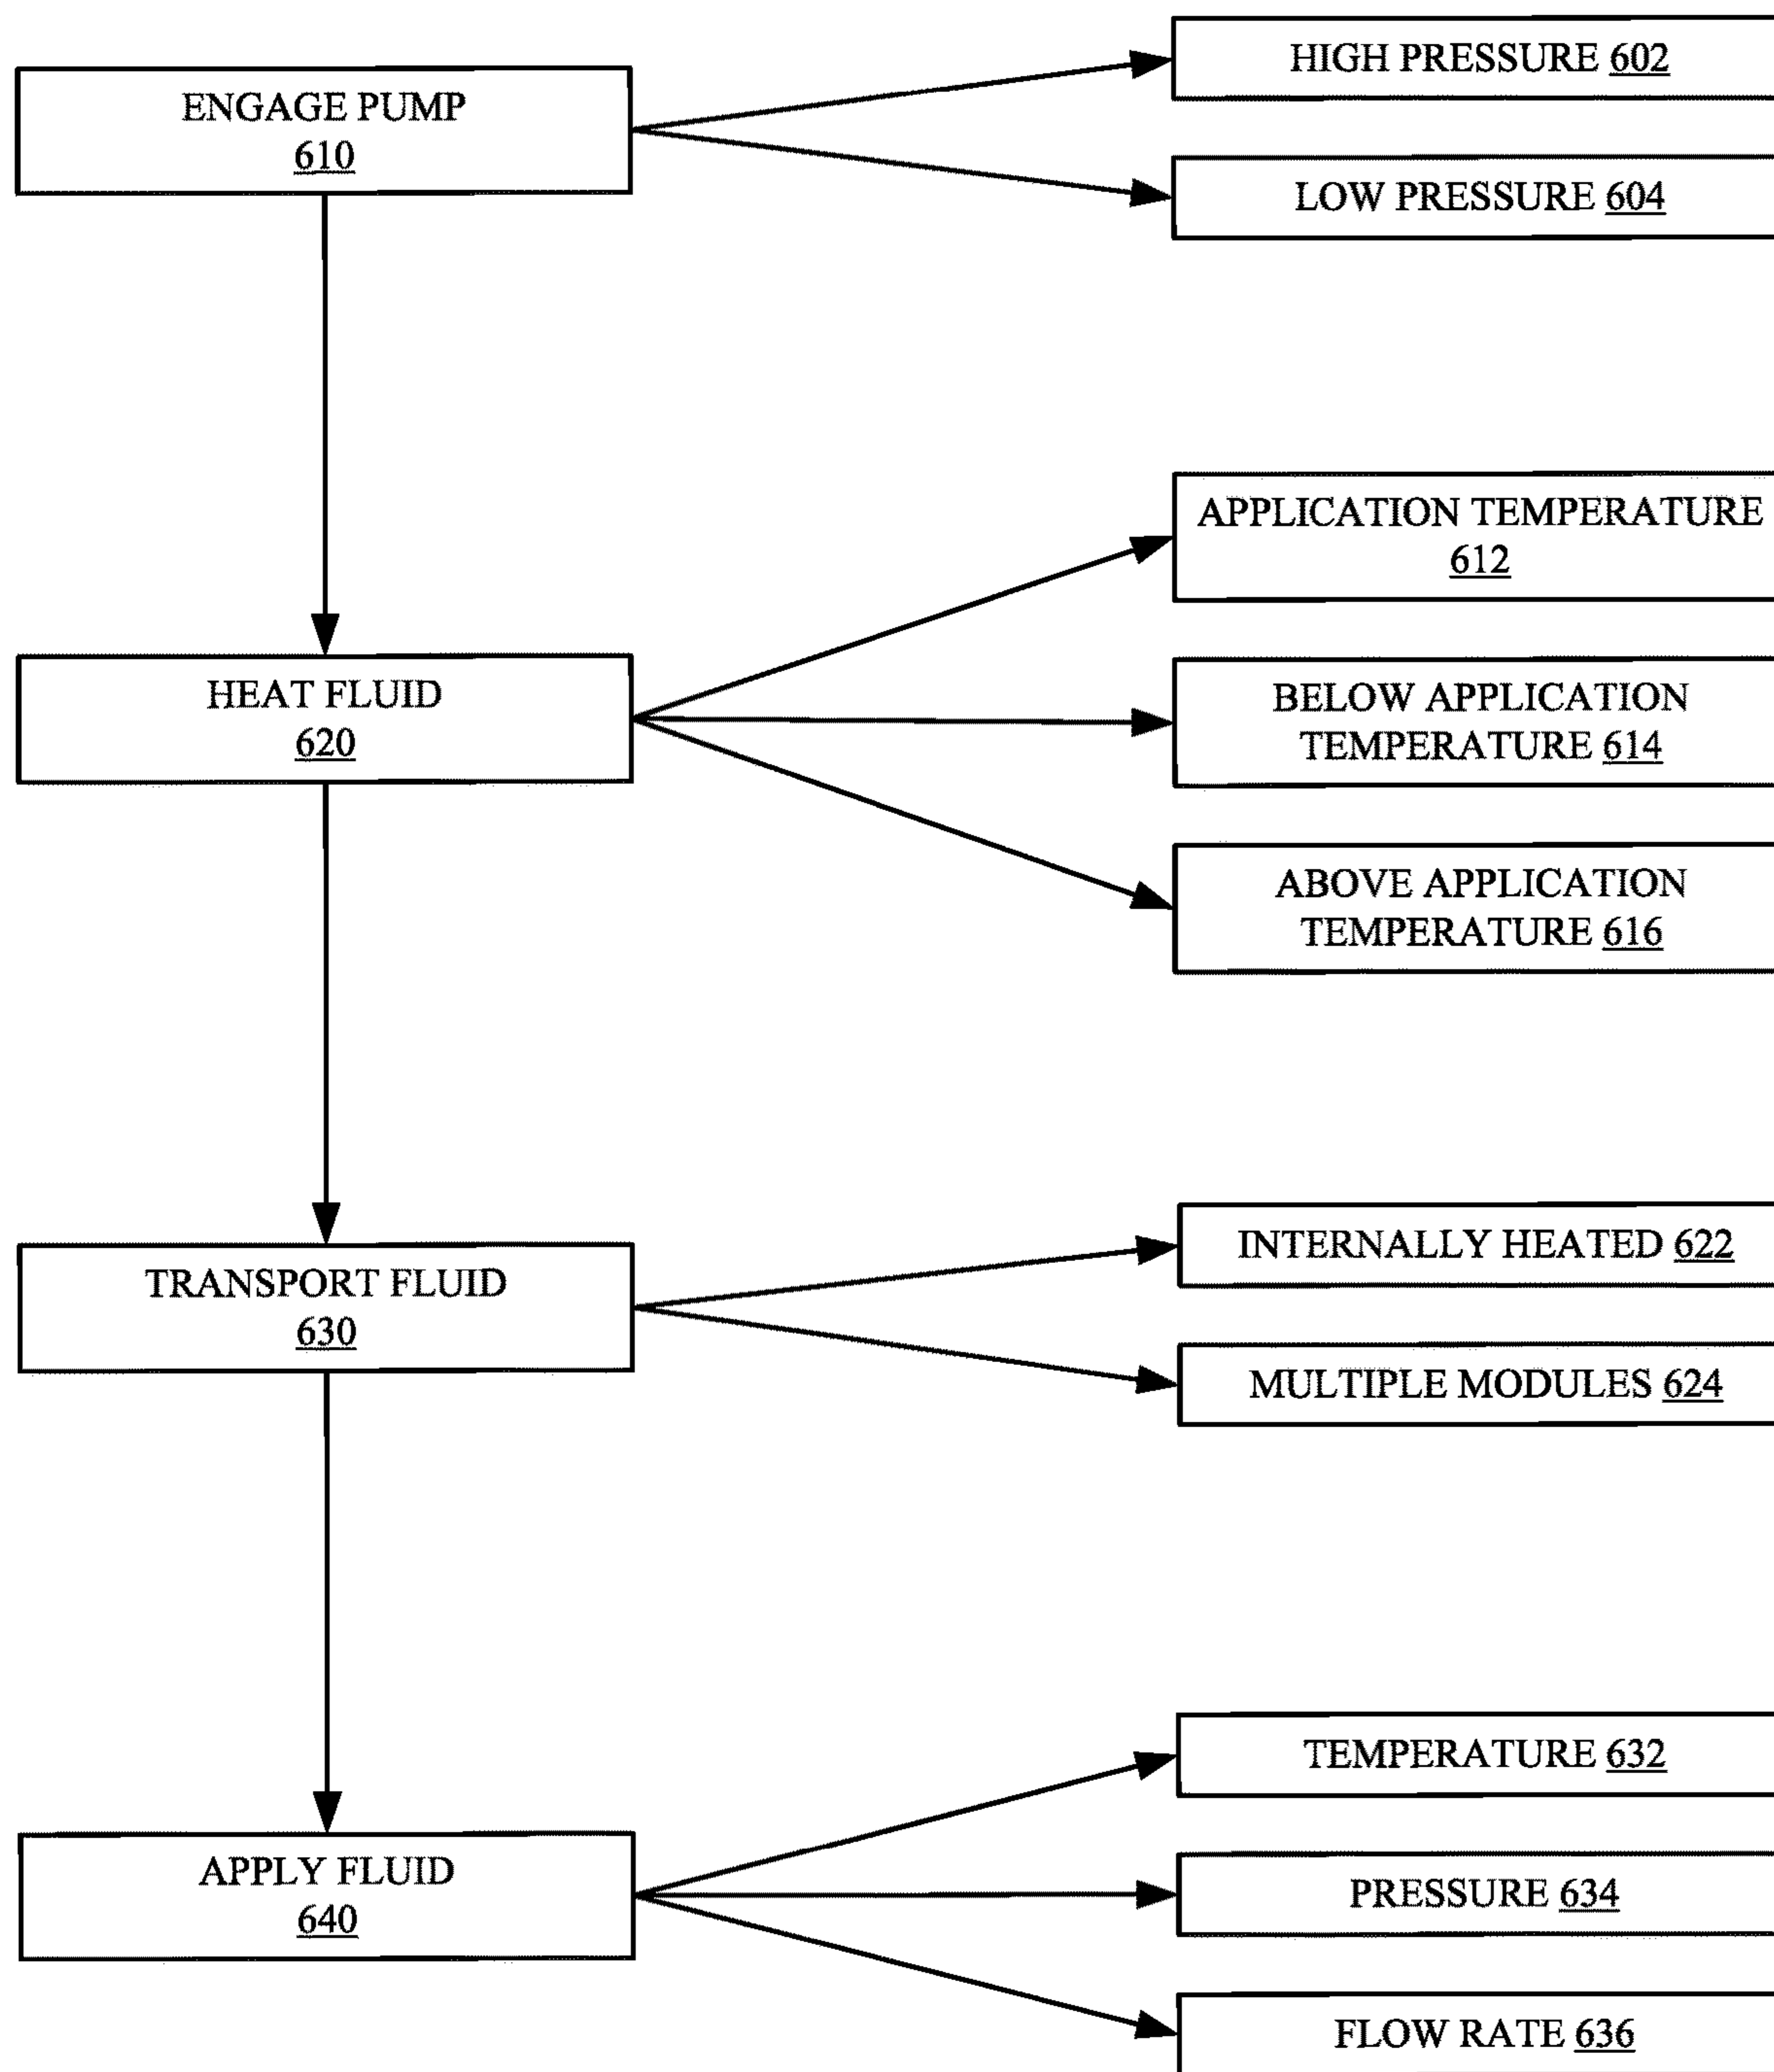 ENGAGE PUMP
610
HIGH PRESSURE 602
LOW PRESSURE 604
HEAT FLUID
620
APPLICATION TEMPERATURE
612
BELOW APPLICATION
TEMPERATURE 614
ABOVE APPLICATION
TEMPERATURE 616
TRANSPORT FLUID
630
INTERNALLY HEATED 622
MULTIPLE MODULES 624
APPLY FLUID
640
TEMPERATURE 632
PRESSURE 634
FLOW RATE 636